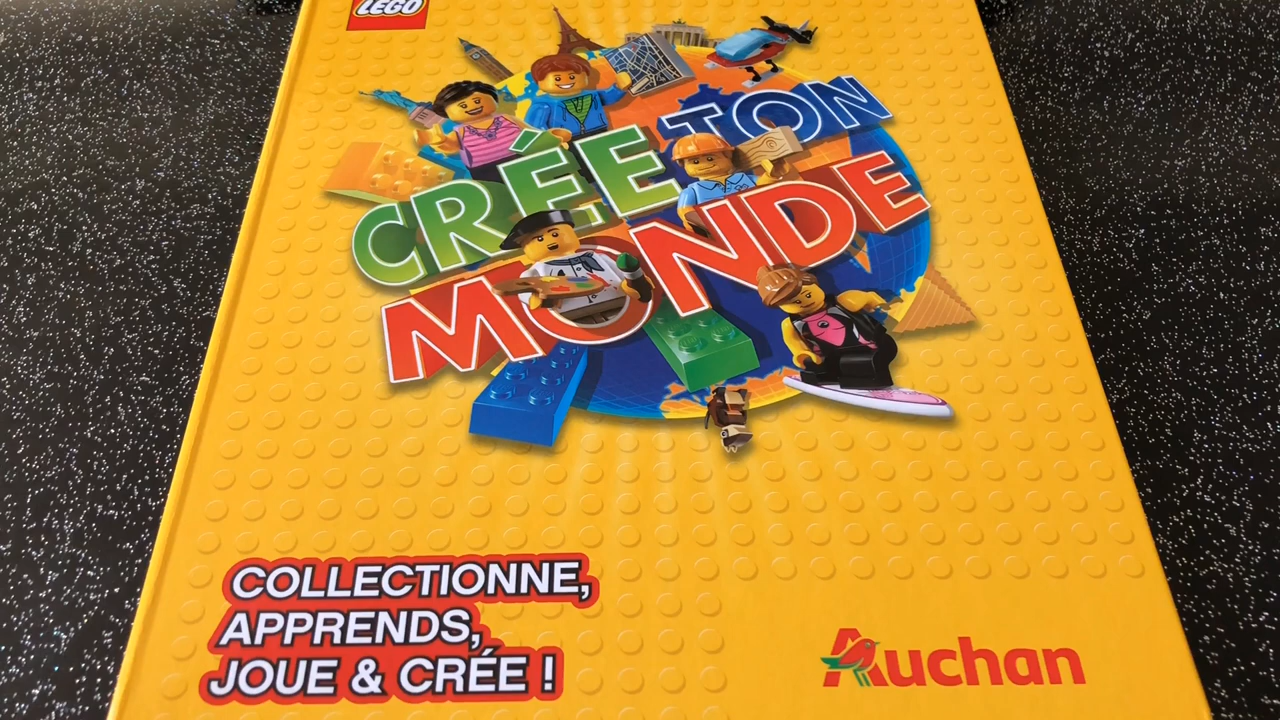 LEGO
CRÉE TON
MONDE
COLLECTIONNE,
APPRENDS,
JOUE & CRÉE !
Auchan